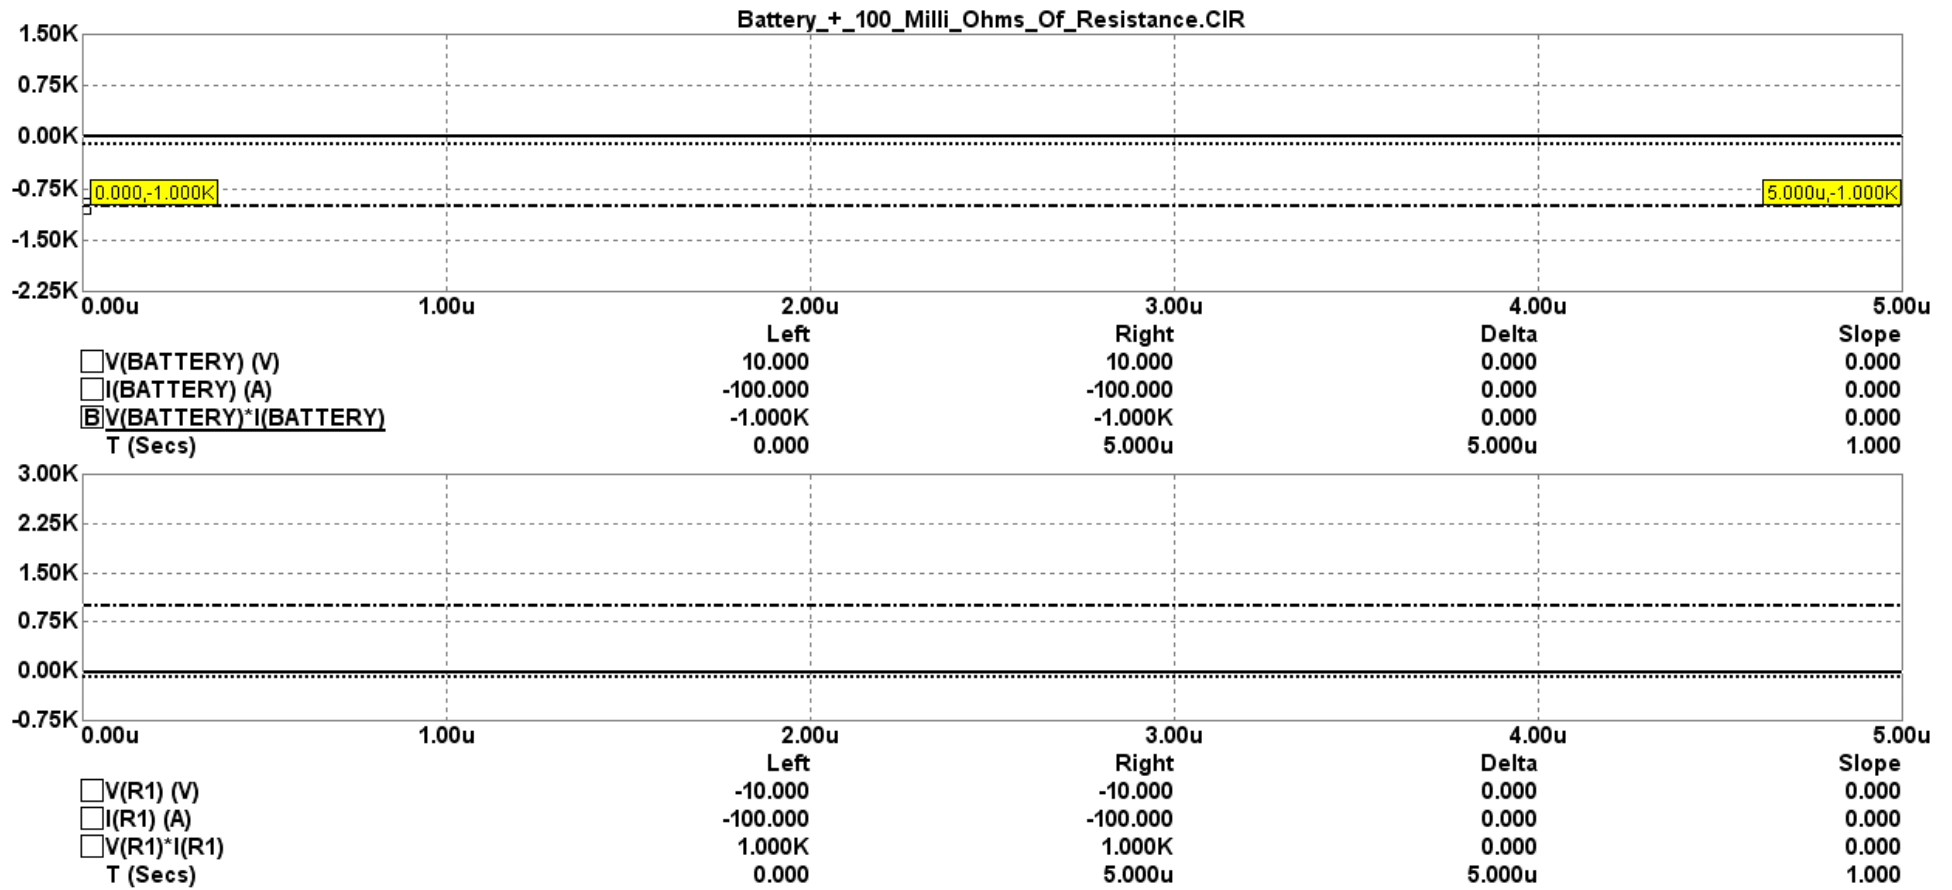 Battery_+_100_Milli_Ohms_Of_Resistance.CIR
1.50K
0.75K
0.00K
-0.75K
0.000,-1.000K 5.000u,-1.000K
-1.50K
-2.25K
0.00u 1.00u 2.00u 3.00u 4.00u 5.00u
Left Right Delta Slope
V(BATTERY) (V) 10.000 10.000 0.000 0.000
I(BATTERY) (A) -100.000 -100.000 0.000 0.000
B V(BATTERY)*I(BATTERY) -1.000K -1.000K 0.000 0.000
T (Secs) 0.000 5.000u 5.000u 1.000
3.00K
2.25K
1.50K
0.75K
0.00K
-0.75K
0.00u 1.00u 2.00u 3.00u 4.00u 5.00u
Left Right Delta Slope
V(R1) (V) -10.000 -10.000 0.000 0.000
I(R1) (A) -100.000 -100.000 0.000 0.000
V(R1)*I(R1) 1.000K 1.000K 0.000 0.000
T (Secs) 0.000 5.000u 5.000u 1.000